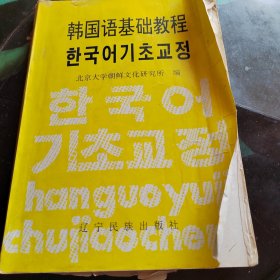 韩国语基础教程
한국어기초교정
北京大学朝鲜文化研究所 编
한국어
기초교정
hanguoyu
chujiaocheng
辽宁民族出版社